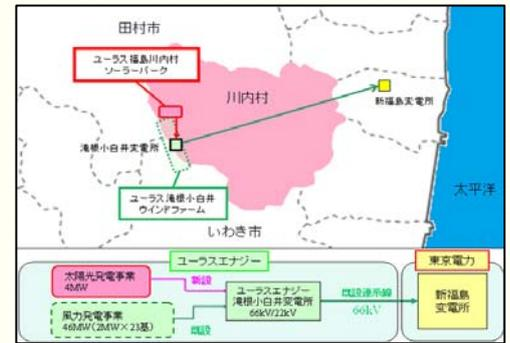 田村市
ユーラス福島川内村
ソーラーパーク
川内村
新福島変電所
滝根小白井変電所
ユーラス滝根小白井
ウインドファーム
太平洋
いわき市
ユーラスエナジー
東京電力
太陽光発電事業
4MW
新設
ユーラスエナジー
滝根小白井変電所
66kV/22kV
既設連系線
66kV
新福島
変電所
風力発電事業
46MW(2MW×23基)
既設